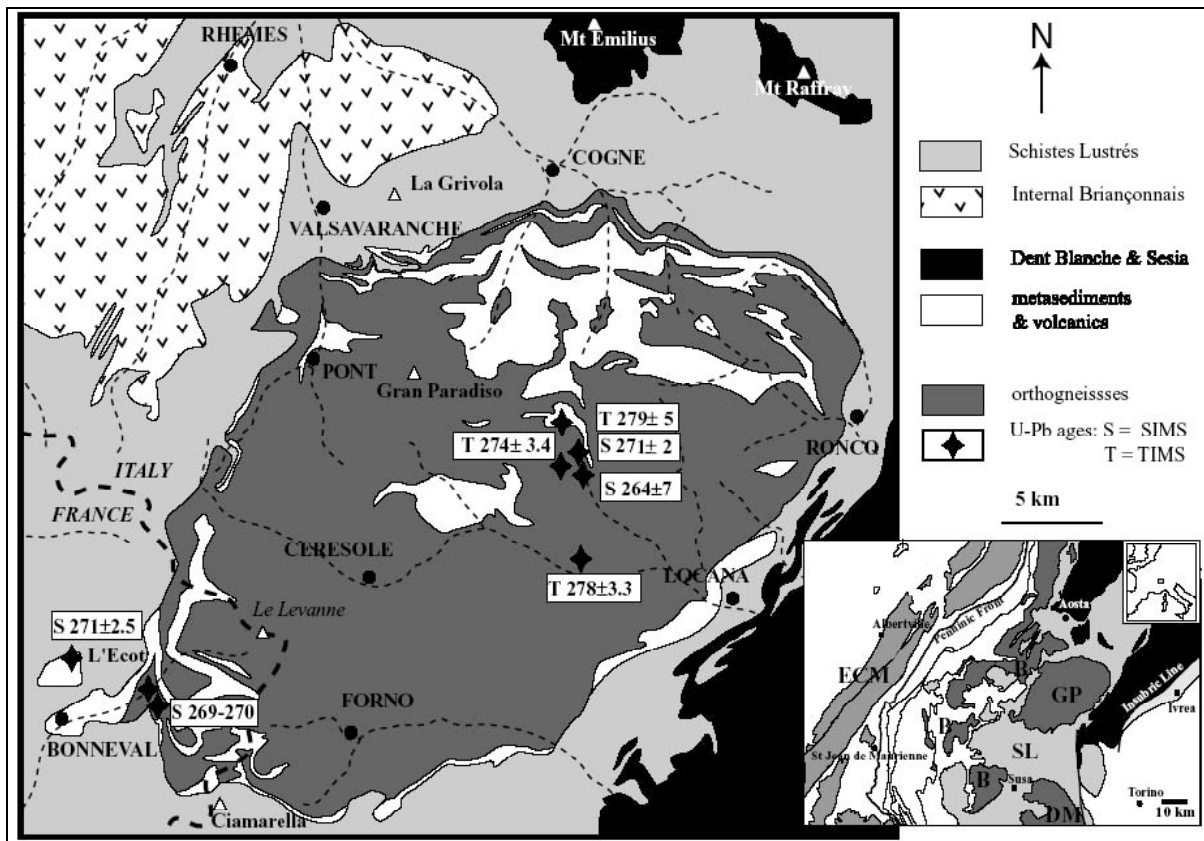 RHEMES
Mt Emilius
Mt Raffray
COGNE
La Grivola
VALSAVARANCHE
PONT
Gran Paradiso
T 279± 5
T 274± 3.4
S 271± 2
S 264±7
RONCQ
ITALY
FRANCE
CERESOLE
T 278±3.3
LOCANA
Le Levanne
S 271±2.5
L'Ecot
S 269-270
BONNEVAL
FORNO
Ciamarella
N
Schistes Lustrés
Internal Briançonnais
Dent Blanche & Sesia
metasediments
& volcanics
orthogneissses
U-Pb ages: S = SIMS
T = TIMS
5 km
Aosta
Albertville
Penninic Front
ECM
B
GP
Insubric Line
Ivrea
B
St Jean de Maurienne
SL
B
Susa
Torino
DM
10 km